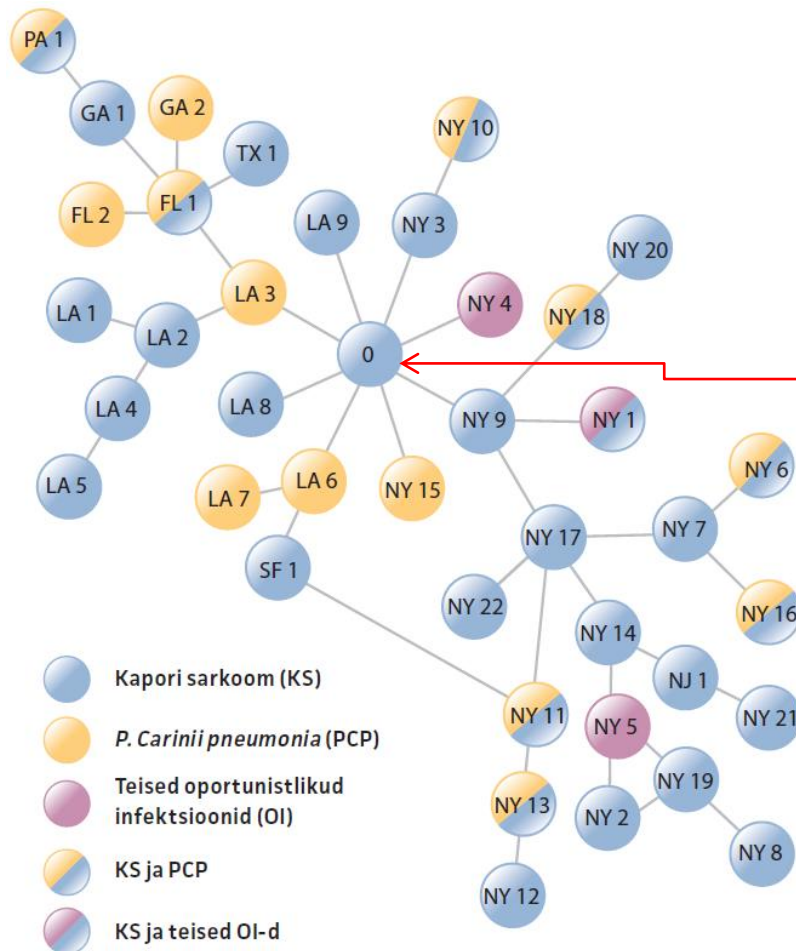 PA 1
GA 1
GA 2
NY 10
TX 1
FL 1
FL 2
LA 9
NY 3
NY 20
LA 3
NY 4
NY 18
LA 1
LA 2
0
LA 4
LA 8
NY 9
NY 1
LA 5
LA 7
LA 6
NY 15
NY 6
SF 1
NY 17
NY 7
NY 22
NY 14
NY 16
NJ 1
NY 21
NY 11
NY 5
NY 19
NY 13
NY 2
NY 8
NY 12
Kapori sarkoom (KS)
P. Carinii pneumonia (PCP)
Teised oportunistlikud
infektsioonid (OI)
KS ja PCP
KS ja teised OI-d